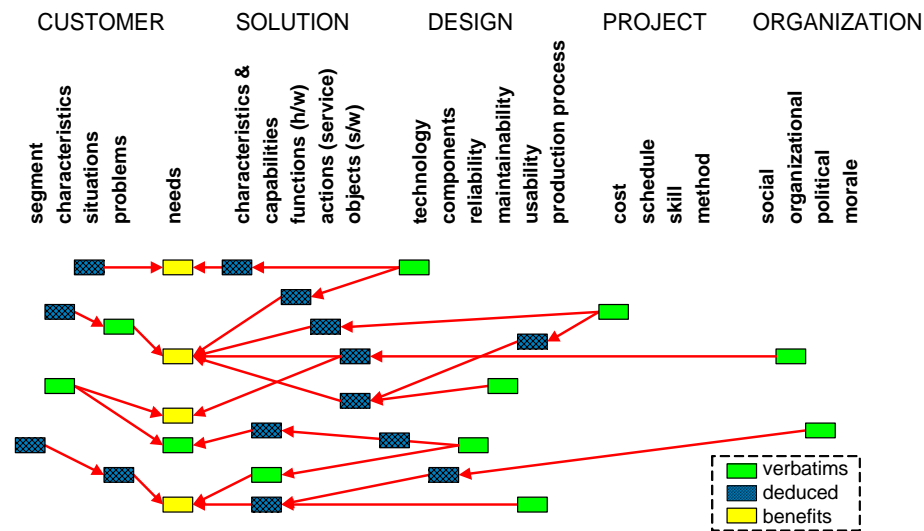 CUSTOMER SOLUTION DESIGN PROJECT ORGANIZATION
segment
characteristics
situations
problems
needs
characteristics &
capabilities
functions (h/w)
actions (service)
objects (s/w)
technology
components
reliability
maintainability
usability
production process
cost
schedule
skill
method
social
organizational
political
morale
verbatims
deduced
benefits